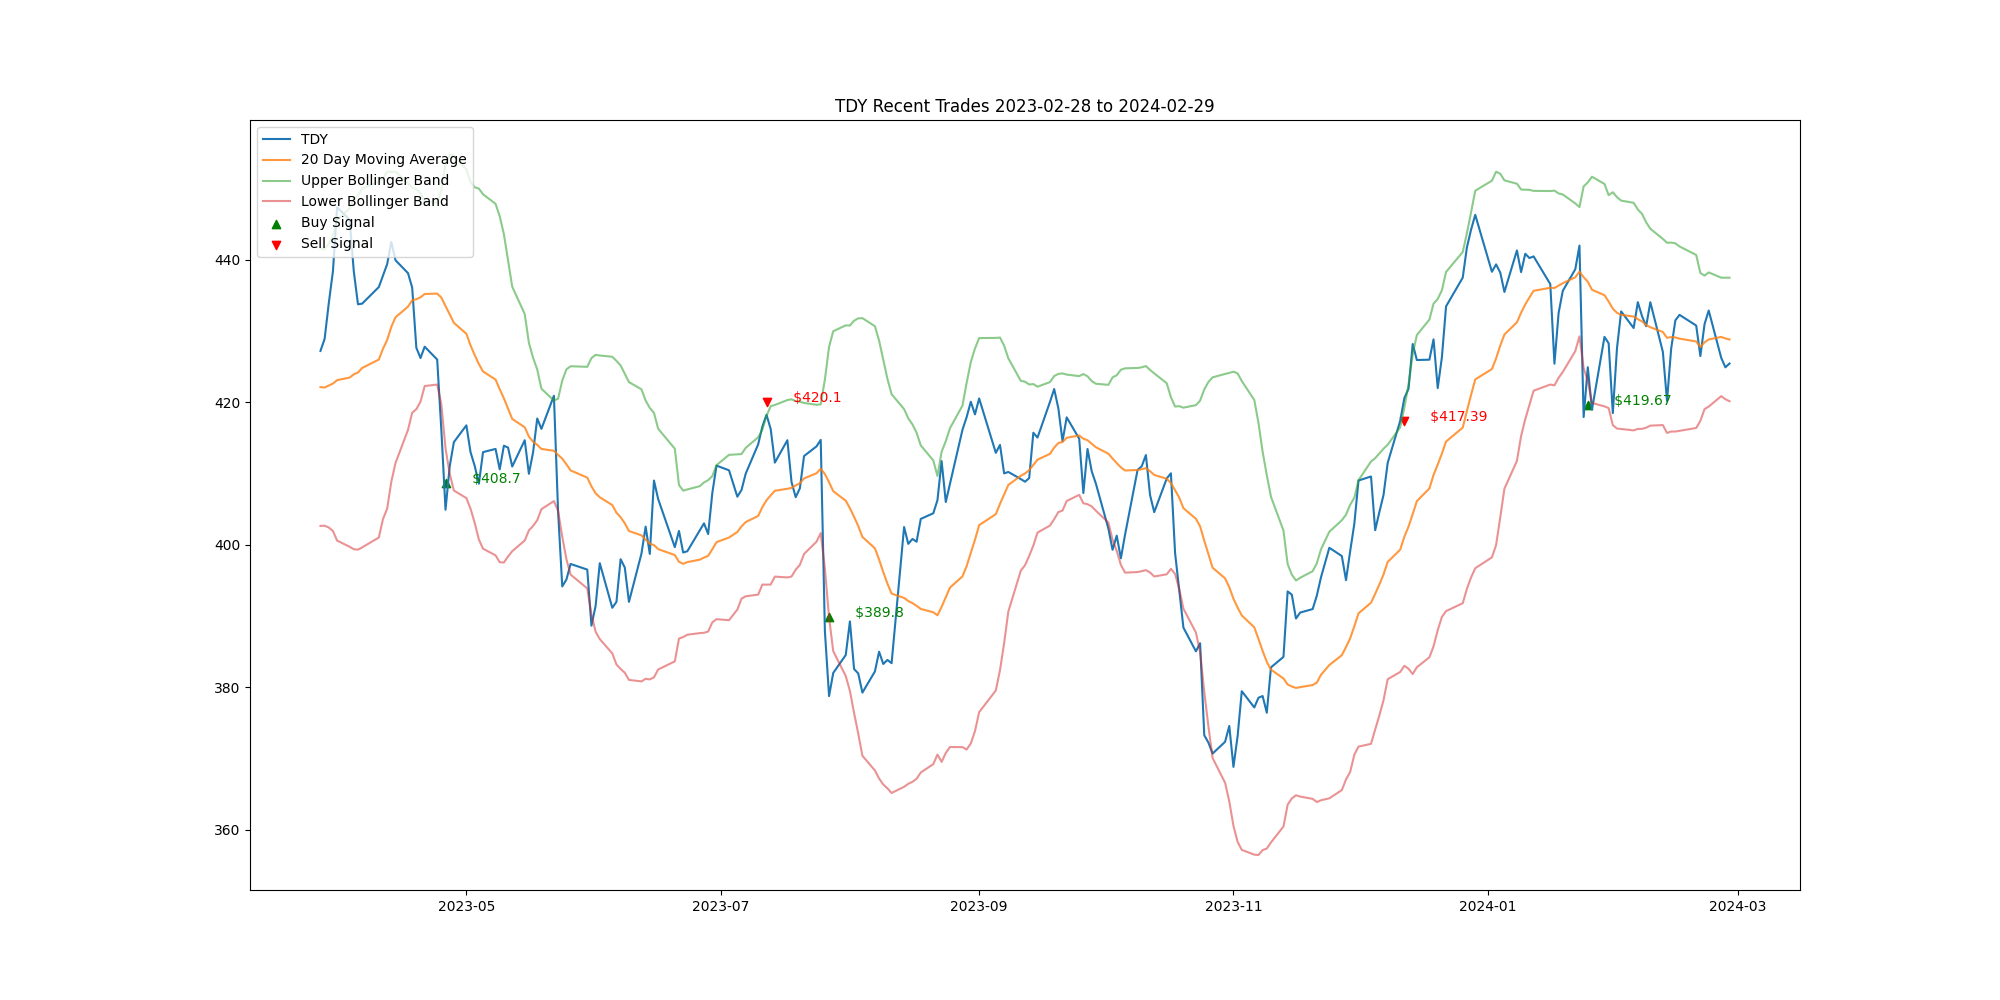 TDY Recent Trades 2023-02-28 to 2024-02-29
TDY
20 Day Moving Average
Upper Bollinger Band
Lower Bollinger Band
Buy Signal
Sell Signal
440
420
400
380
360
$408.7
$420.1
$389.8
$417.39
$419.67
2023-05
2023-07
2023-09
2023-11
2024-01
2024-03